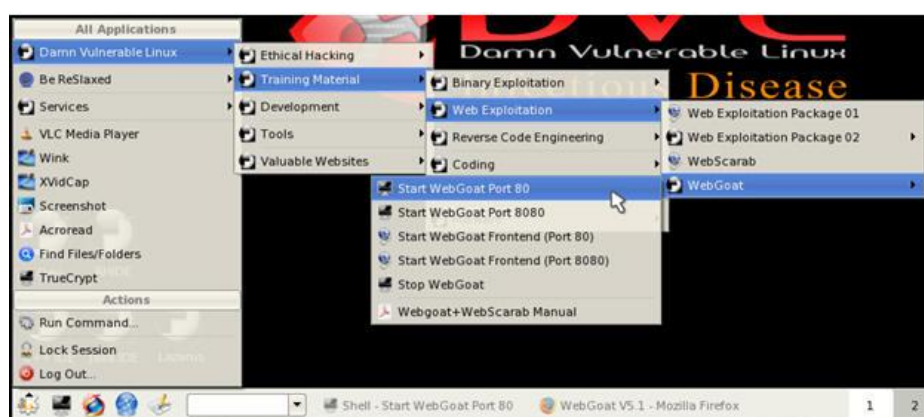 All Applications
Damn Vulnerable Linux
Be ReSlaxed
Services
VLC Media Player
Wink
XVidCap
Screenshot
Acroread
Find Files/Folders
TrueCrypt
Actions
Run Command...
Lock Session
Log Out...
Ethical Hacking
Training Material
Development
Tools
Valuable Websites
Binary Exploitation
Web Exploitation
Reverse Code Engineering
Coding
Web Exploitation Package 01
Web Exploitation Package 02
WebScarab
WebGoat
Start WebGoat Port 80
Start WebGoat Port 8080
Start WebGoat Frontend (Port 80)
Start WebGoat Frontend (Port 8080)
Stop WebGoat
Webgoat+WebScarab Manual
Damn Vulnerable Linux
Disease
Shell - Start WebGoat Port 80
WebGoat V5.1 - Mozilla Firefox
1
2